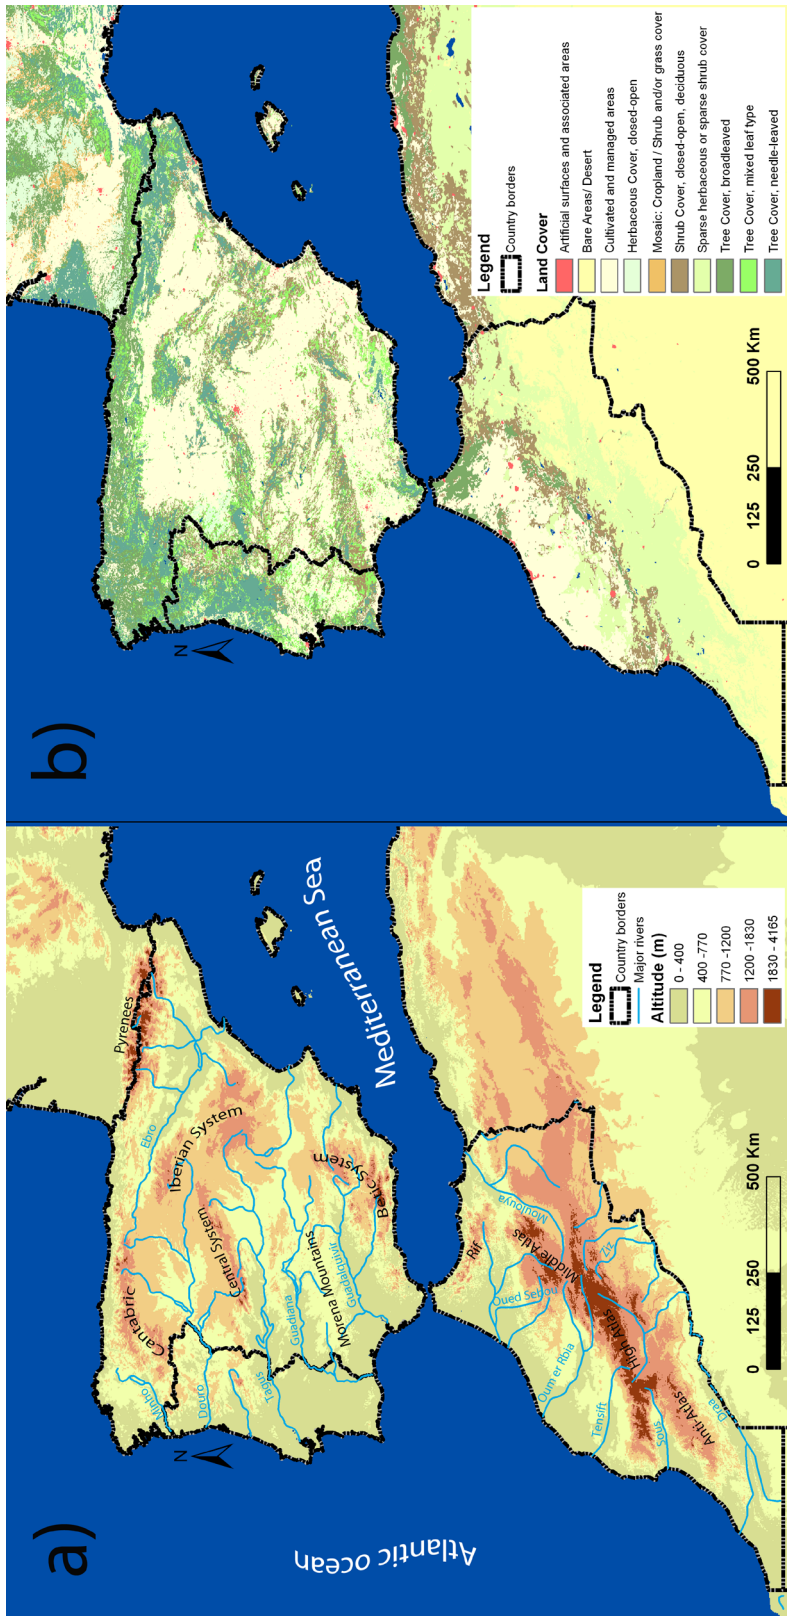 a)
N
Atlantic ocean
Mediterranean Sea
Pyrenees
Cantabric
Ebro
Iberian System
Central System
Minho
Douro
Tagus
Guadiana
Morena Mountains
Guadalquivir
Betic System
Rif
Moulouya
Oued Sebou
Middle Atlas
Oum er Rbia
Ziz
High Atlas
Tensift
Sous
Anti Atlas
Draa
Legend
Country borders
Major rivers
Altitude (m)
0 - 400
400 -770
770 -1200
1200 -1830
1830 - 4165
0 125 250 500 Km
b)
N
Legend
Country borders
Land Cover
Artificial surfaces and associated areas
Bare Areas/ Desert
Cultivated and managed areas
Herbaceous Cover, closed-open
Mosaic: Cropland / Shrub and/or grass cover
Shrub Cover, closed-open, deciduous
Sparse herbaceous or sparse shrub cover
Tree Cover, broadleaved
Tree Cover, mixed leaf type
Tree Cover, needle-leaved
0 125 250 500 Km